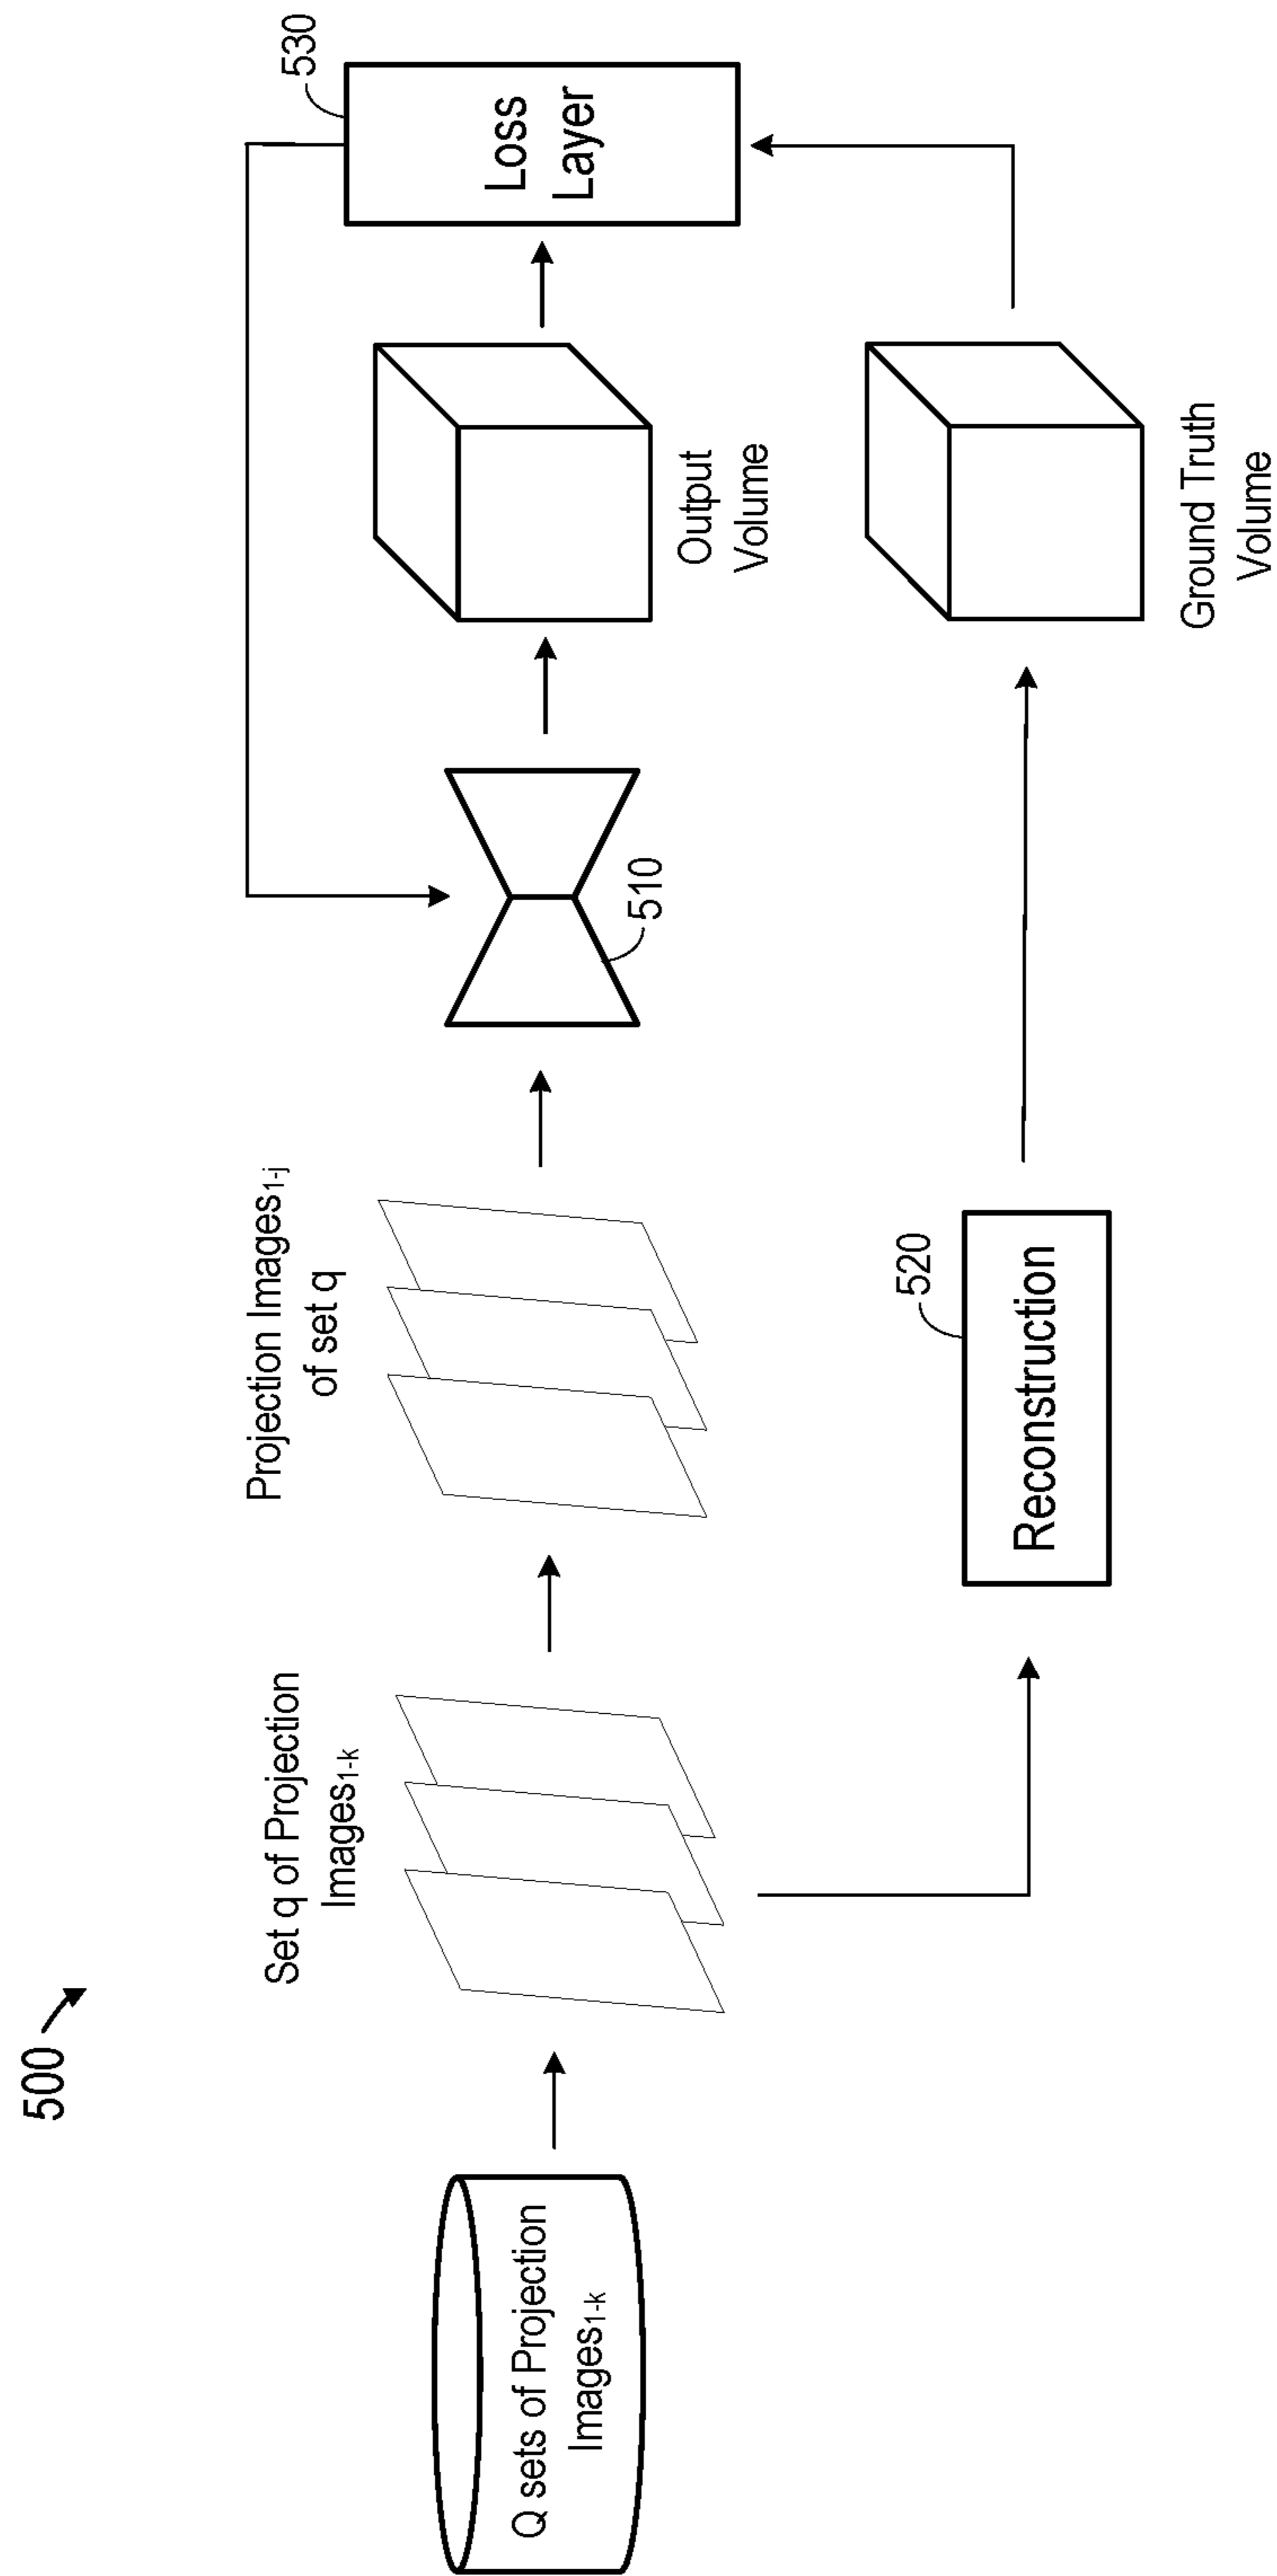 500
Q sets of Projection
Images1-k
Set q of Projection
Images1-k
Projection Images1-j
of set q
510
Output
Volume
530
Loss
Layer
520
Reconstruction
Ground Truth
Volume